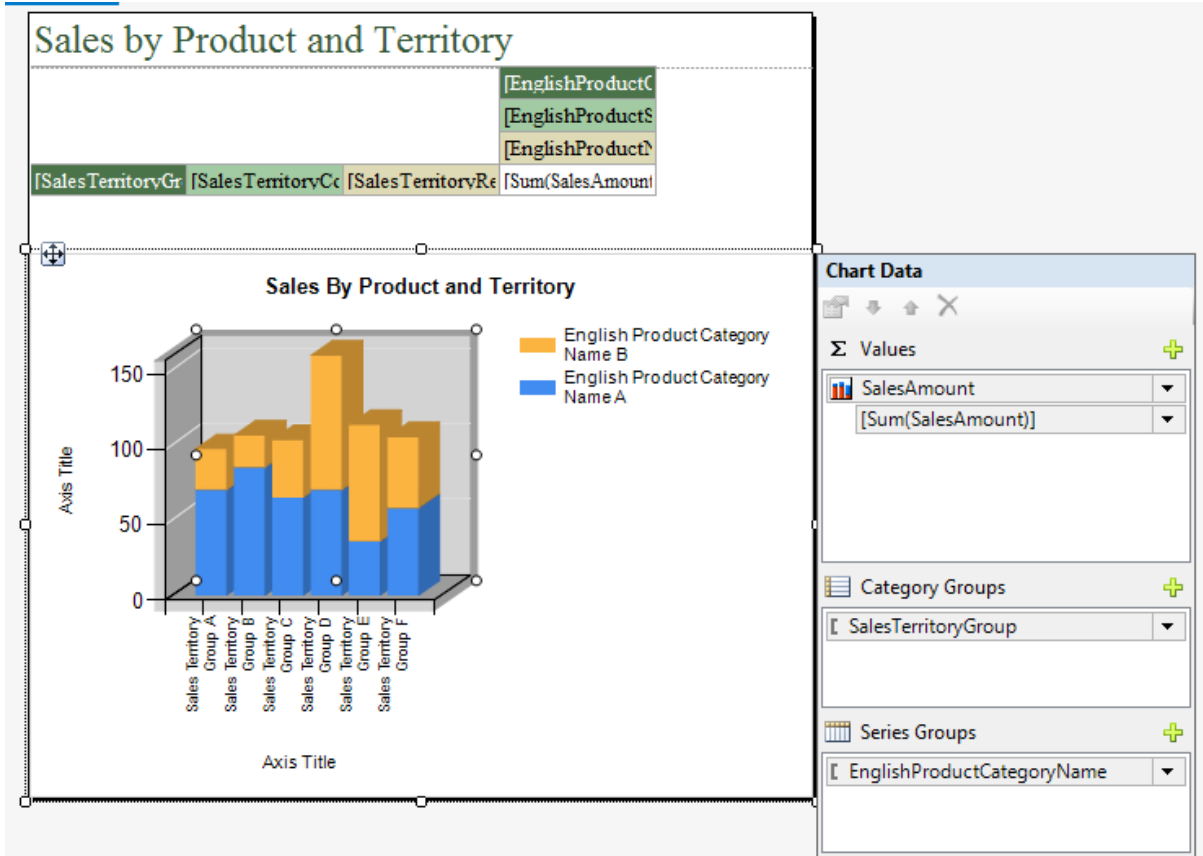 Sales by Product and Territory
[EnglishProductC
[EnglishProductS
[EnglishProductN
[SalesTerritoryGr [SalesTerritoryCo [SalesTerritoryRe [Sum(SalesAmount
Sales By Product and Territory
English Product Category
Name B
English Product Category
Name A
150
100
50
0
Axis Title
Sales Territory
Group A
Sales Territory
Group B
Sales Territory
Group C
Sales Territory
Group D
Sales Territory
Group E
Sales Territory
Group F
Axis Title
Chart Data
Σ Values
SalesAmount
[Sum(SalesAmount)]
Category Groups
SalesTerritoryGroup
Series Groups
EnglishProductCategoryName